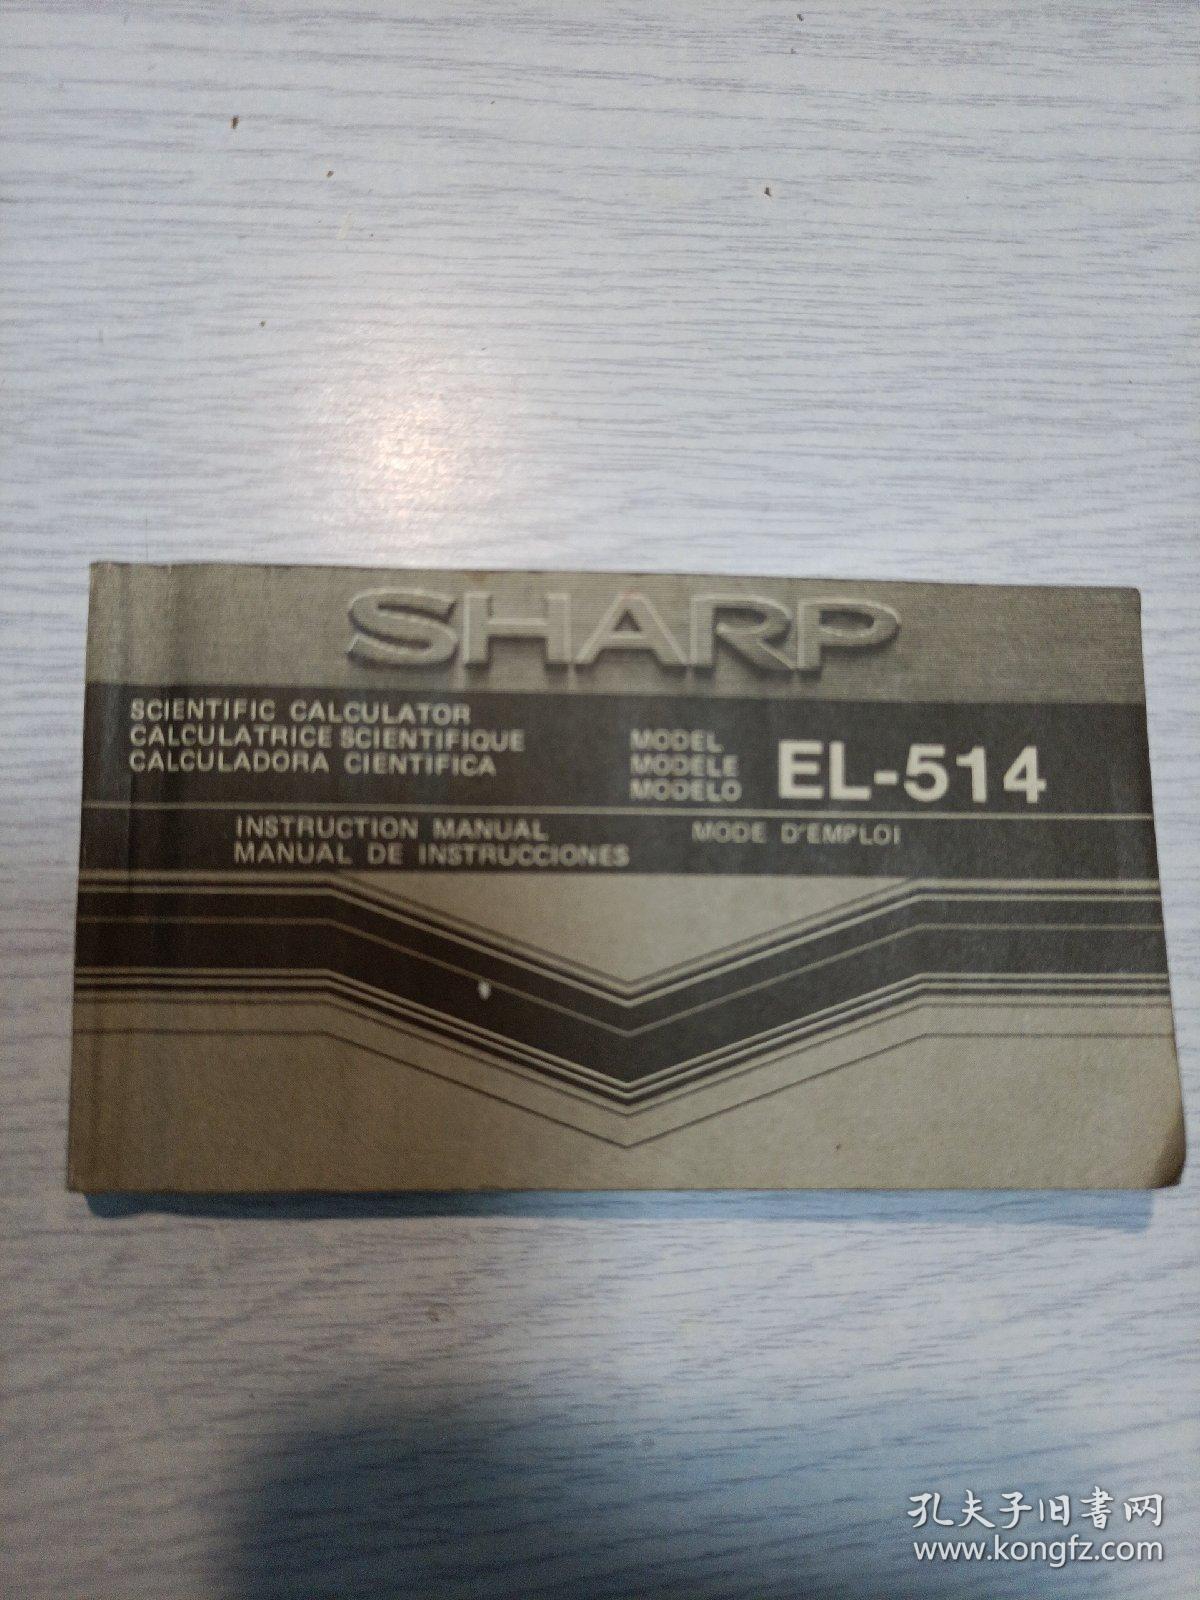 SHARP
SCIENTIFIC CALCULATOR
CALCULATRICE SCIENTIFIQUE
CALCULADORA CIENTIFICA
MODEL
MODELE
MODELO
EL-514
INSTRUCTION MANUAL
MODE D'EMPLOI
MANUAL DE INSTRUCCIONES
孔夫子旧书网
www.kongfz.com